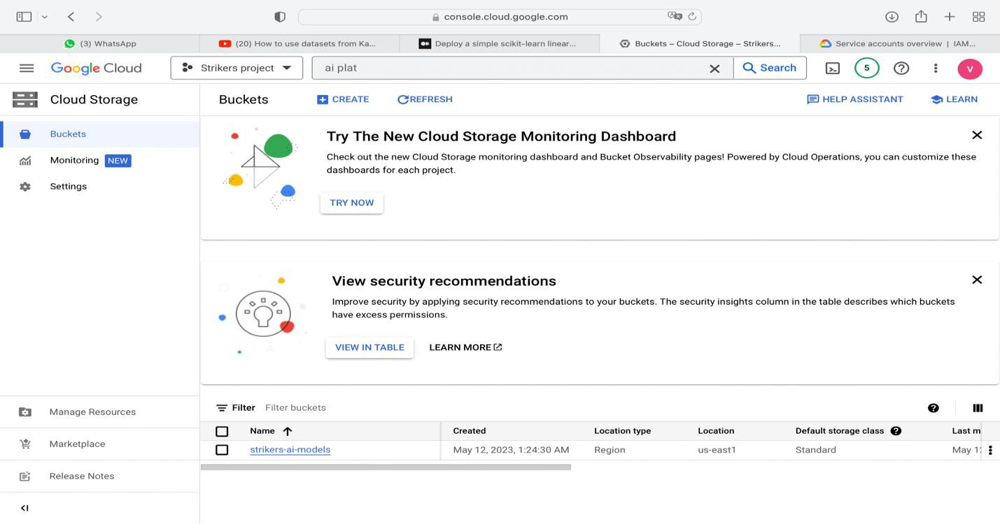 console.cloud.google.com
(3) WhatsApp
(20) How to use datasets from Ka...
Deploy a simple scikit-learn linear...
Buckets – Cloud Storage – Strikers...
Service accounts overview | IAM...
Google Cloud
Strikers project
ai plat
Search
5
V
Cloud Storage
Buckets
CREATE
REFRESH
HELP ASSISTANT
LEARN
Buckets
Monitoring NEW
Settings
Try The New Cloud Storage Monitoring Dashboard
Check out the new Cloud Storage monitoring dashboard and Bucket Observability pages! Powered by Cloud Operations, you can customize these
dashboards for each project.
TRY NOW
View security recommendations
Improve security by applying security recommendations to your buckets. The security insights column in the table describes which buckets
have excess permissions.
VIEW IN TABLE LEARN MORE
Manage Resources
Marketplace
Release Notes
Filter Filter buckets
Name Created Location type Location Default storage class Last m
strikers-ai-models May 12, 2023, 1:24:30 AM Region us-east1 Standard May 1